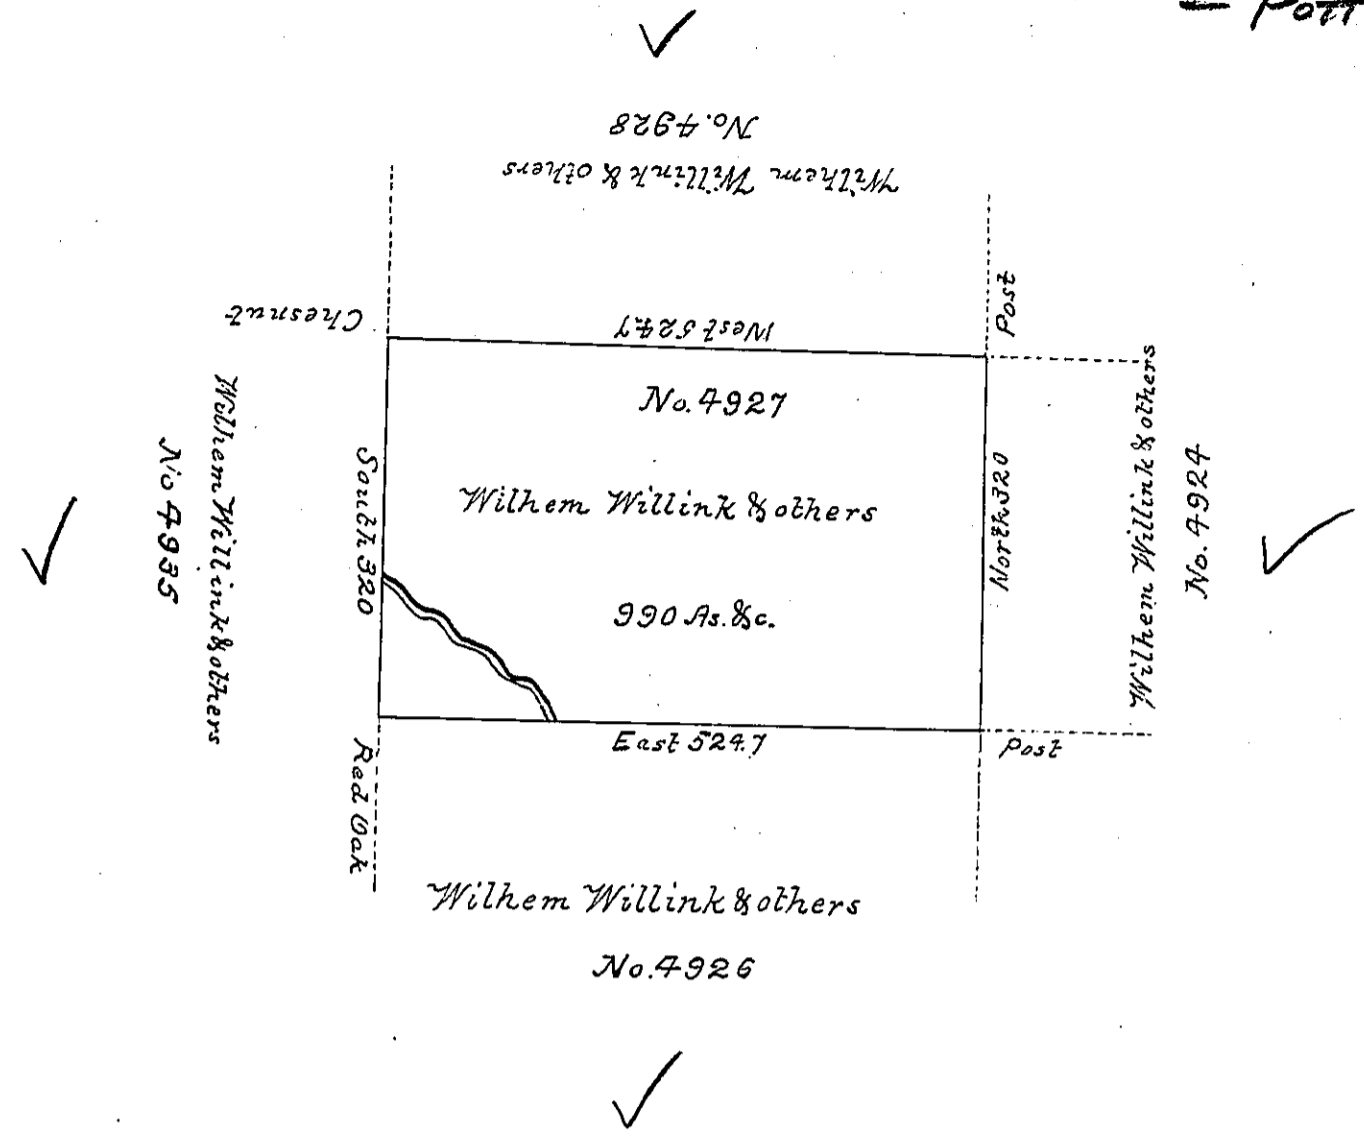 No. 4928
Wilhem Willink & others
Chesnut
West 524.7
Post
No. 4927
Wilhem Willink & others
990 As. &c.
South 320
North 320
Wilhem Willink & others
No 4935
Wilhem Willink & others
No. 4924
Red Oak
East 524.7
Post
Wilhem Willink & others
No. 4926